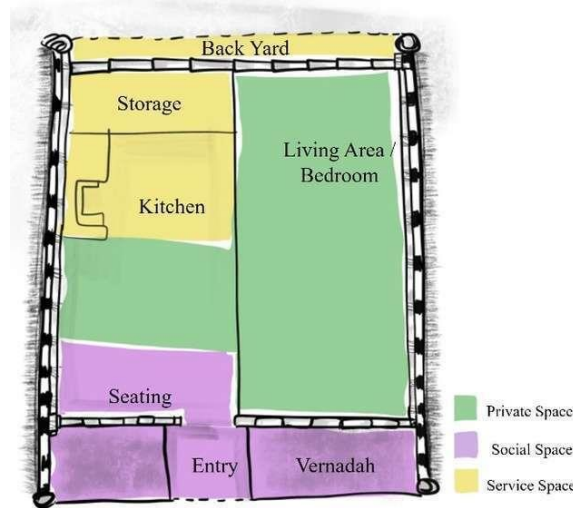 Back Yard
Storage
Living Area /
Bedroom
Kitchen
Seating
Entry
Vernadah
Private Space
Social Space
Service Space